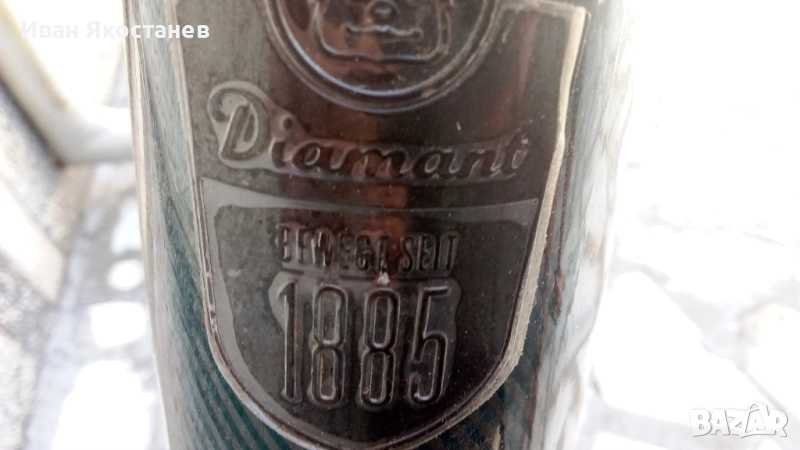 Иван Якостанев
Diamant
BEWEGT SEIT
1885
BAZAR